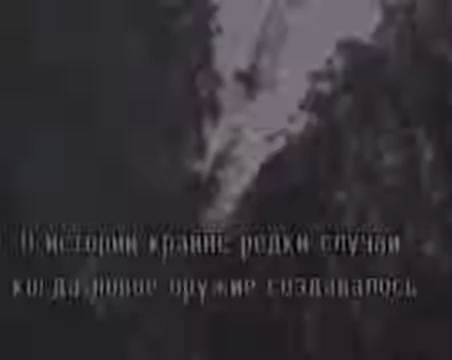 В истории крайне редки случаи
когда новое оружие создавалось